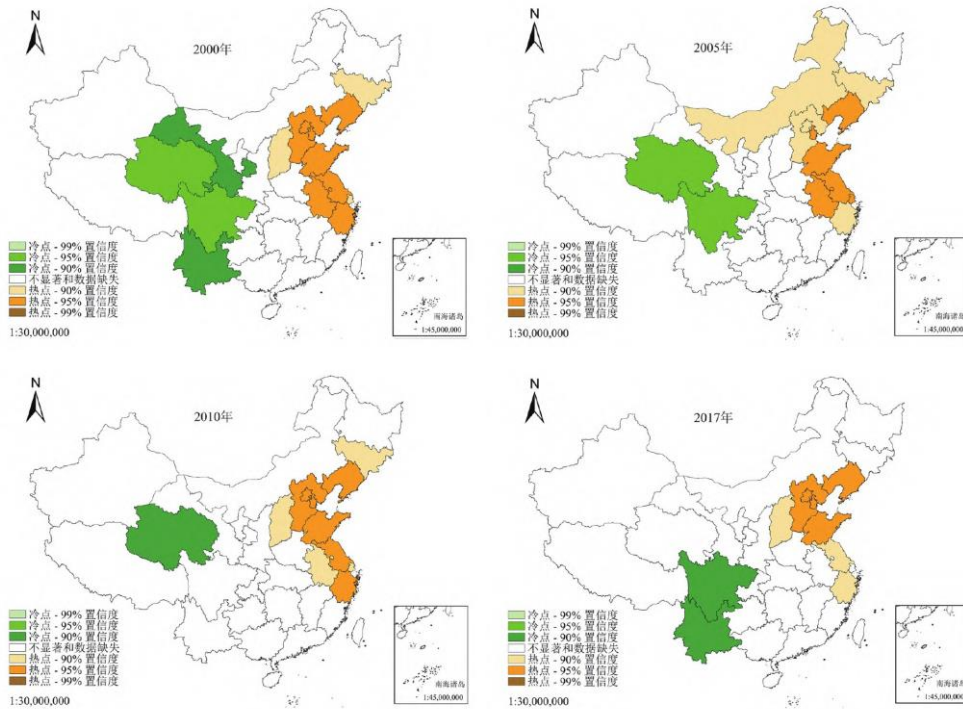 N
2000年
冷点 - 99% 置信度
冷点 - 95% 置信度
冷点 - 90% 置信度
不显著和数据缺失
热点 - 90% 置信度
热点 - 95% 置信度
热点 - 99% 置信度
1:30,000,000
南海诸岛
1:45,000,000
N
2005年
冷点 - 99% 置信度
冷点 - 95% 置信度
冷点 - 90% 置信度
不显著和数据缺失
热点 - 90% 置信度
热点 - 95% 置信度
热点 - 99% 置信度
1:30,000,000
南海诸岛
1:45,000,000
N
2010年
冷点 - 99% 置信度
冷点 - 95% 置信度
冷点 - 90% 置信度
不显著和数据缺失
热点 - 90% 置信度
热点 - 95% 置信度
热点 - 99% 置信度
1:30,000,000
南海诸岛
1:45,000,000
N
2017年
冷点 - 99% 置信度
冷点 - 95% 置信度
冷点 - 90% 置信度
不显著和数据缺失
热点 - 90% 置信度
热点 - 95% 置信度
热点 - 99% 置信度
1:30,000,000
南海诸岛
1:45,000,000